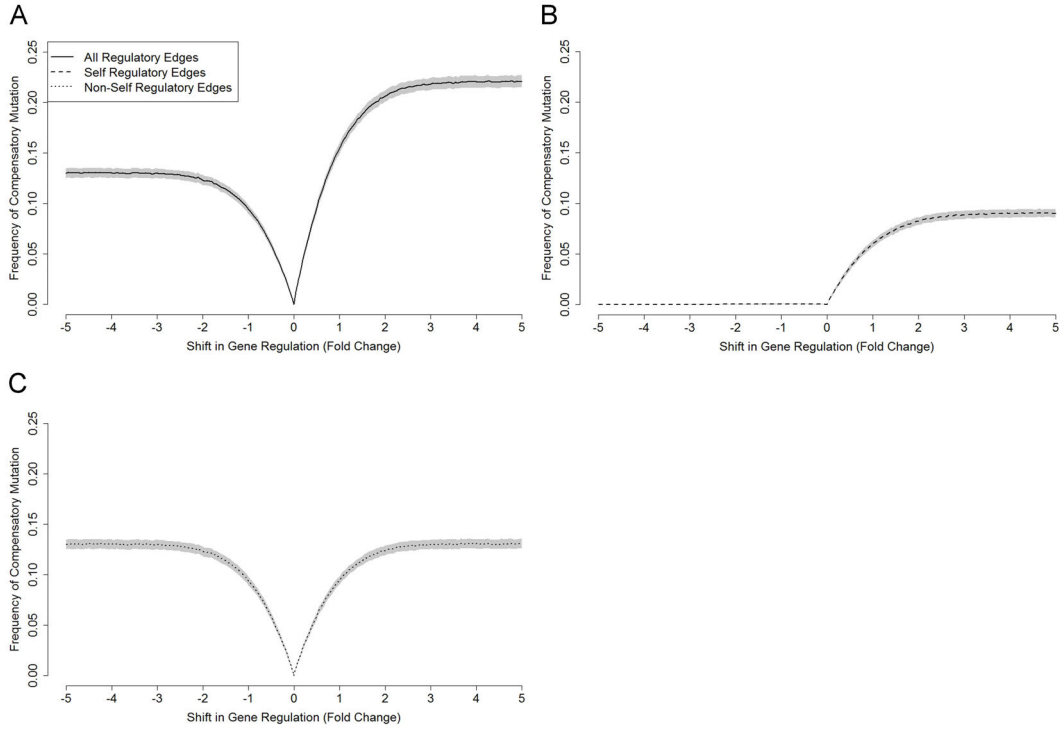 A
All Regulatory Edges
Self Regulatory Edges
Non-Self Regulatory Edges
Frequency of Compensatory Mutation
0.00 0.05 0.10 0.15 0.20 0.25
-5 -4 -3 -2 -1 0 1 2 3 4 5
Shift in Gene Regulation (Fold Change)
B
Frequency of Compensatory Mutation
0.00 0.05 0.10 0.15 0.20 0.25
-5 -4 -3 -2 -1 0 1 2 3 4 5
Shift in Gene Regulation (Fold Change)
C
Frequency of Compensatory Mutation
0.00 0.05 0.10 0.15 0.20 0.25
-5 -4 -3 -2 -1 0 1 2 3 4 5
Shift in Gene Regulation (Fold Change)